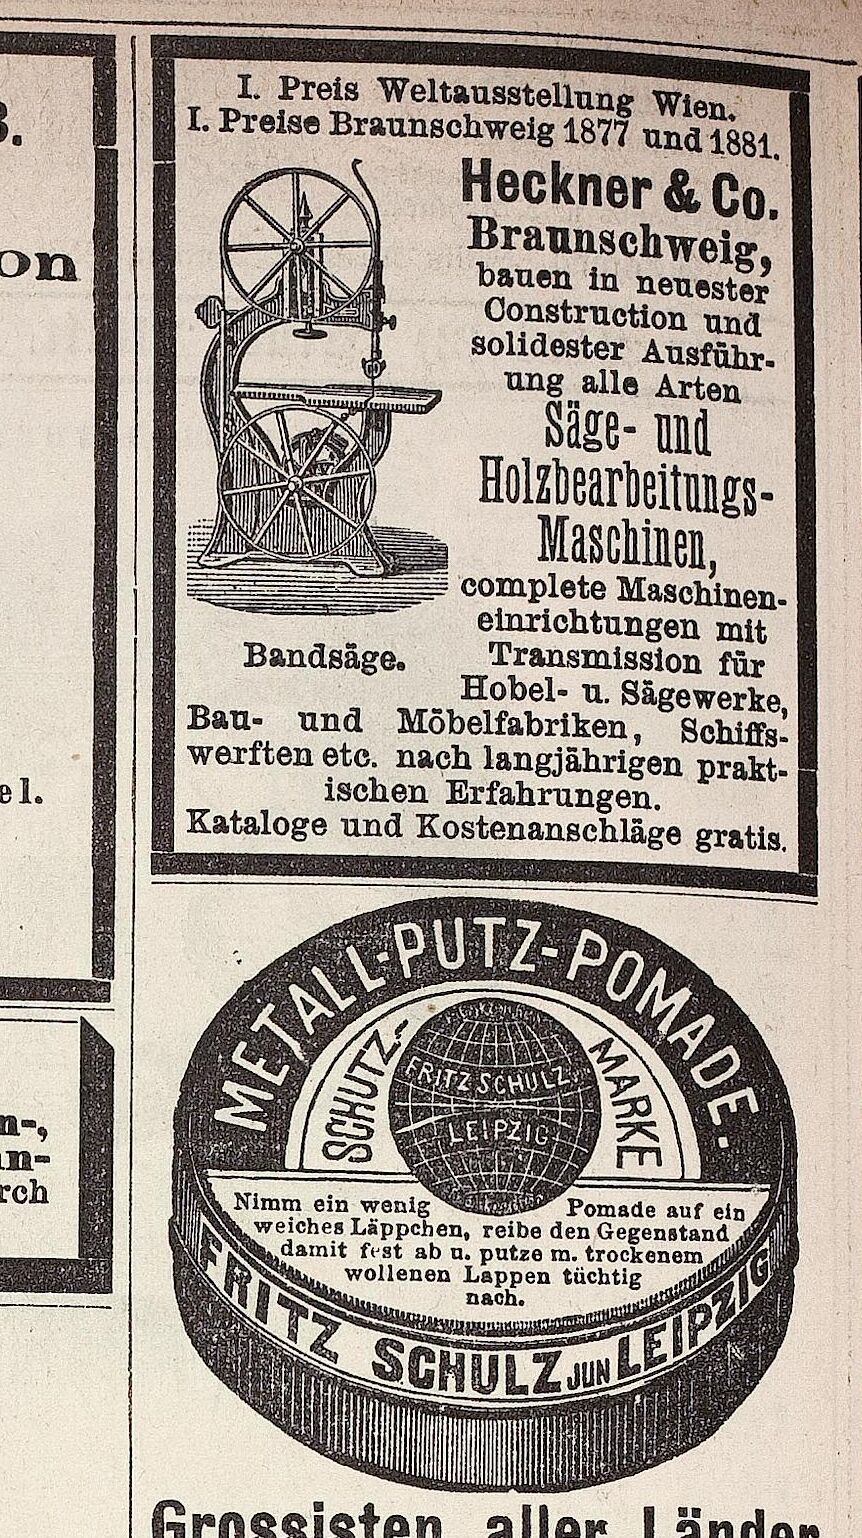 B.
on
el.
n-,
an-
rch
I. Preis Weltausstellung Wien.
I. Preise Braunschweig 1877 und 1881.
Heckner & Co.
Braunschweig,
bauen in neuester
Construction und
solidester Ausführ-
ung alle Arten
Säge- und
Holzbearbeitungs-
Maschinen,
complete Maschinen-
einrichtungen mit
Transmission für
Hobel- u. Sägewerke,
Bandsäge.
Bau- und Möbelfabriken, Schiffs-
werften etc. nach langjährigen prakt-
ischen Erfahrungen.
Kataloge und Kostenanschläge gratis.
METALL-PUTZ-POMADE.
SCHUTZ- MARKE
FRITZ SCHULZ
LEIPZIG
Nimm ein wenig Pomade auf ein
weiches Läppchen, reibe den Gegenstand
damit fest ab u. putze m. trockenem
wollenen Lappen tüchtig
nach.
FRITZ SCHULZ JUN LEIPZIG
Grossisten aller Länder